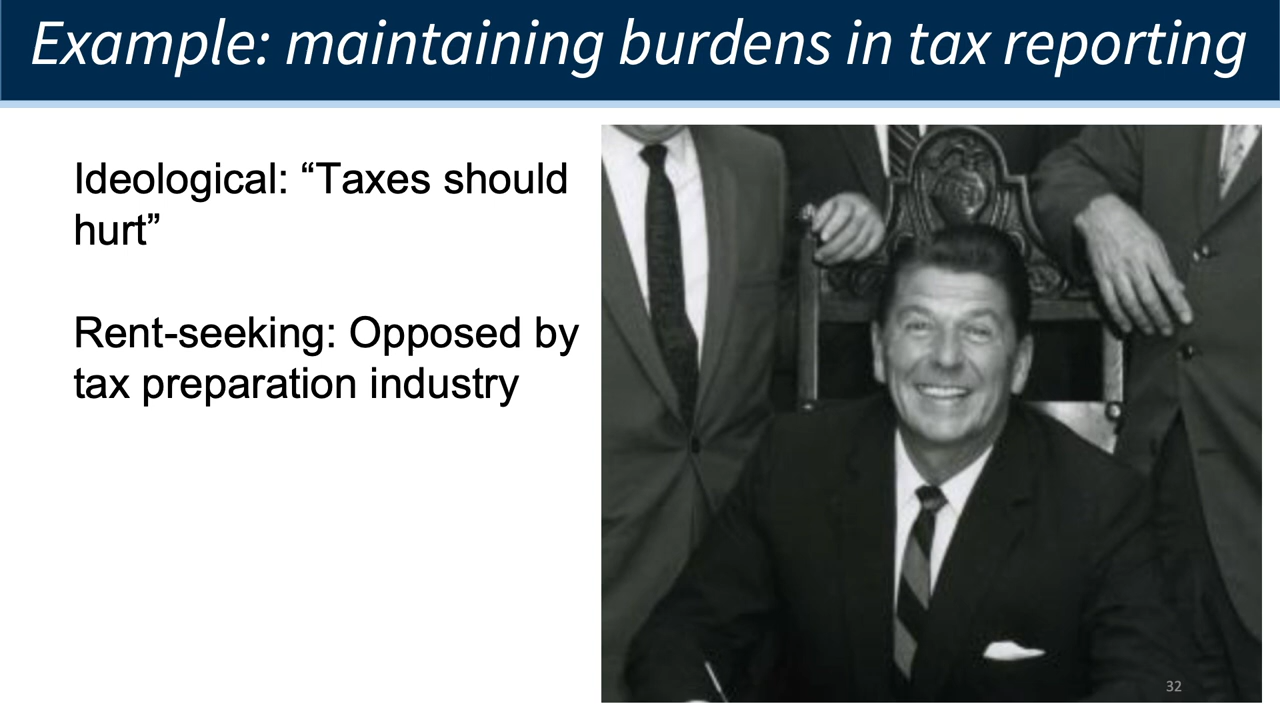 Example: maintaining burdens in tax reporting
Ideological: “Taxes should
hurt”
Rent-seeking: Opposed by
tax preparation industry
32